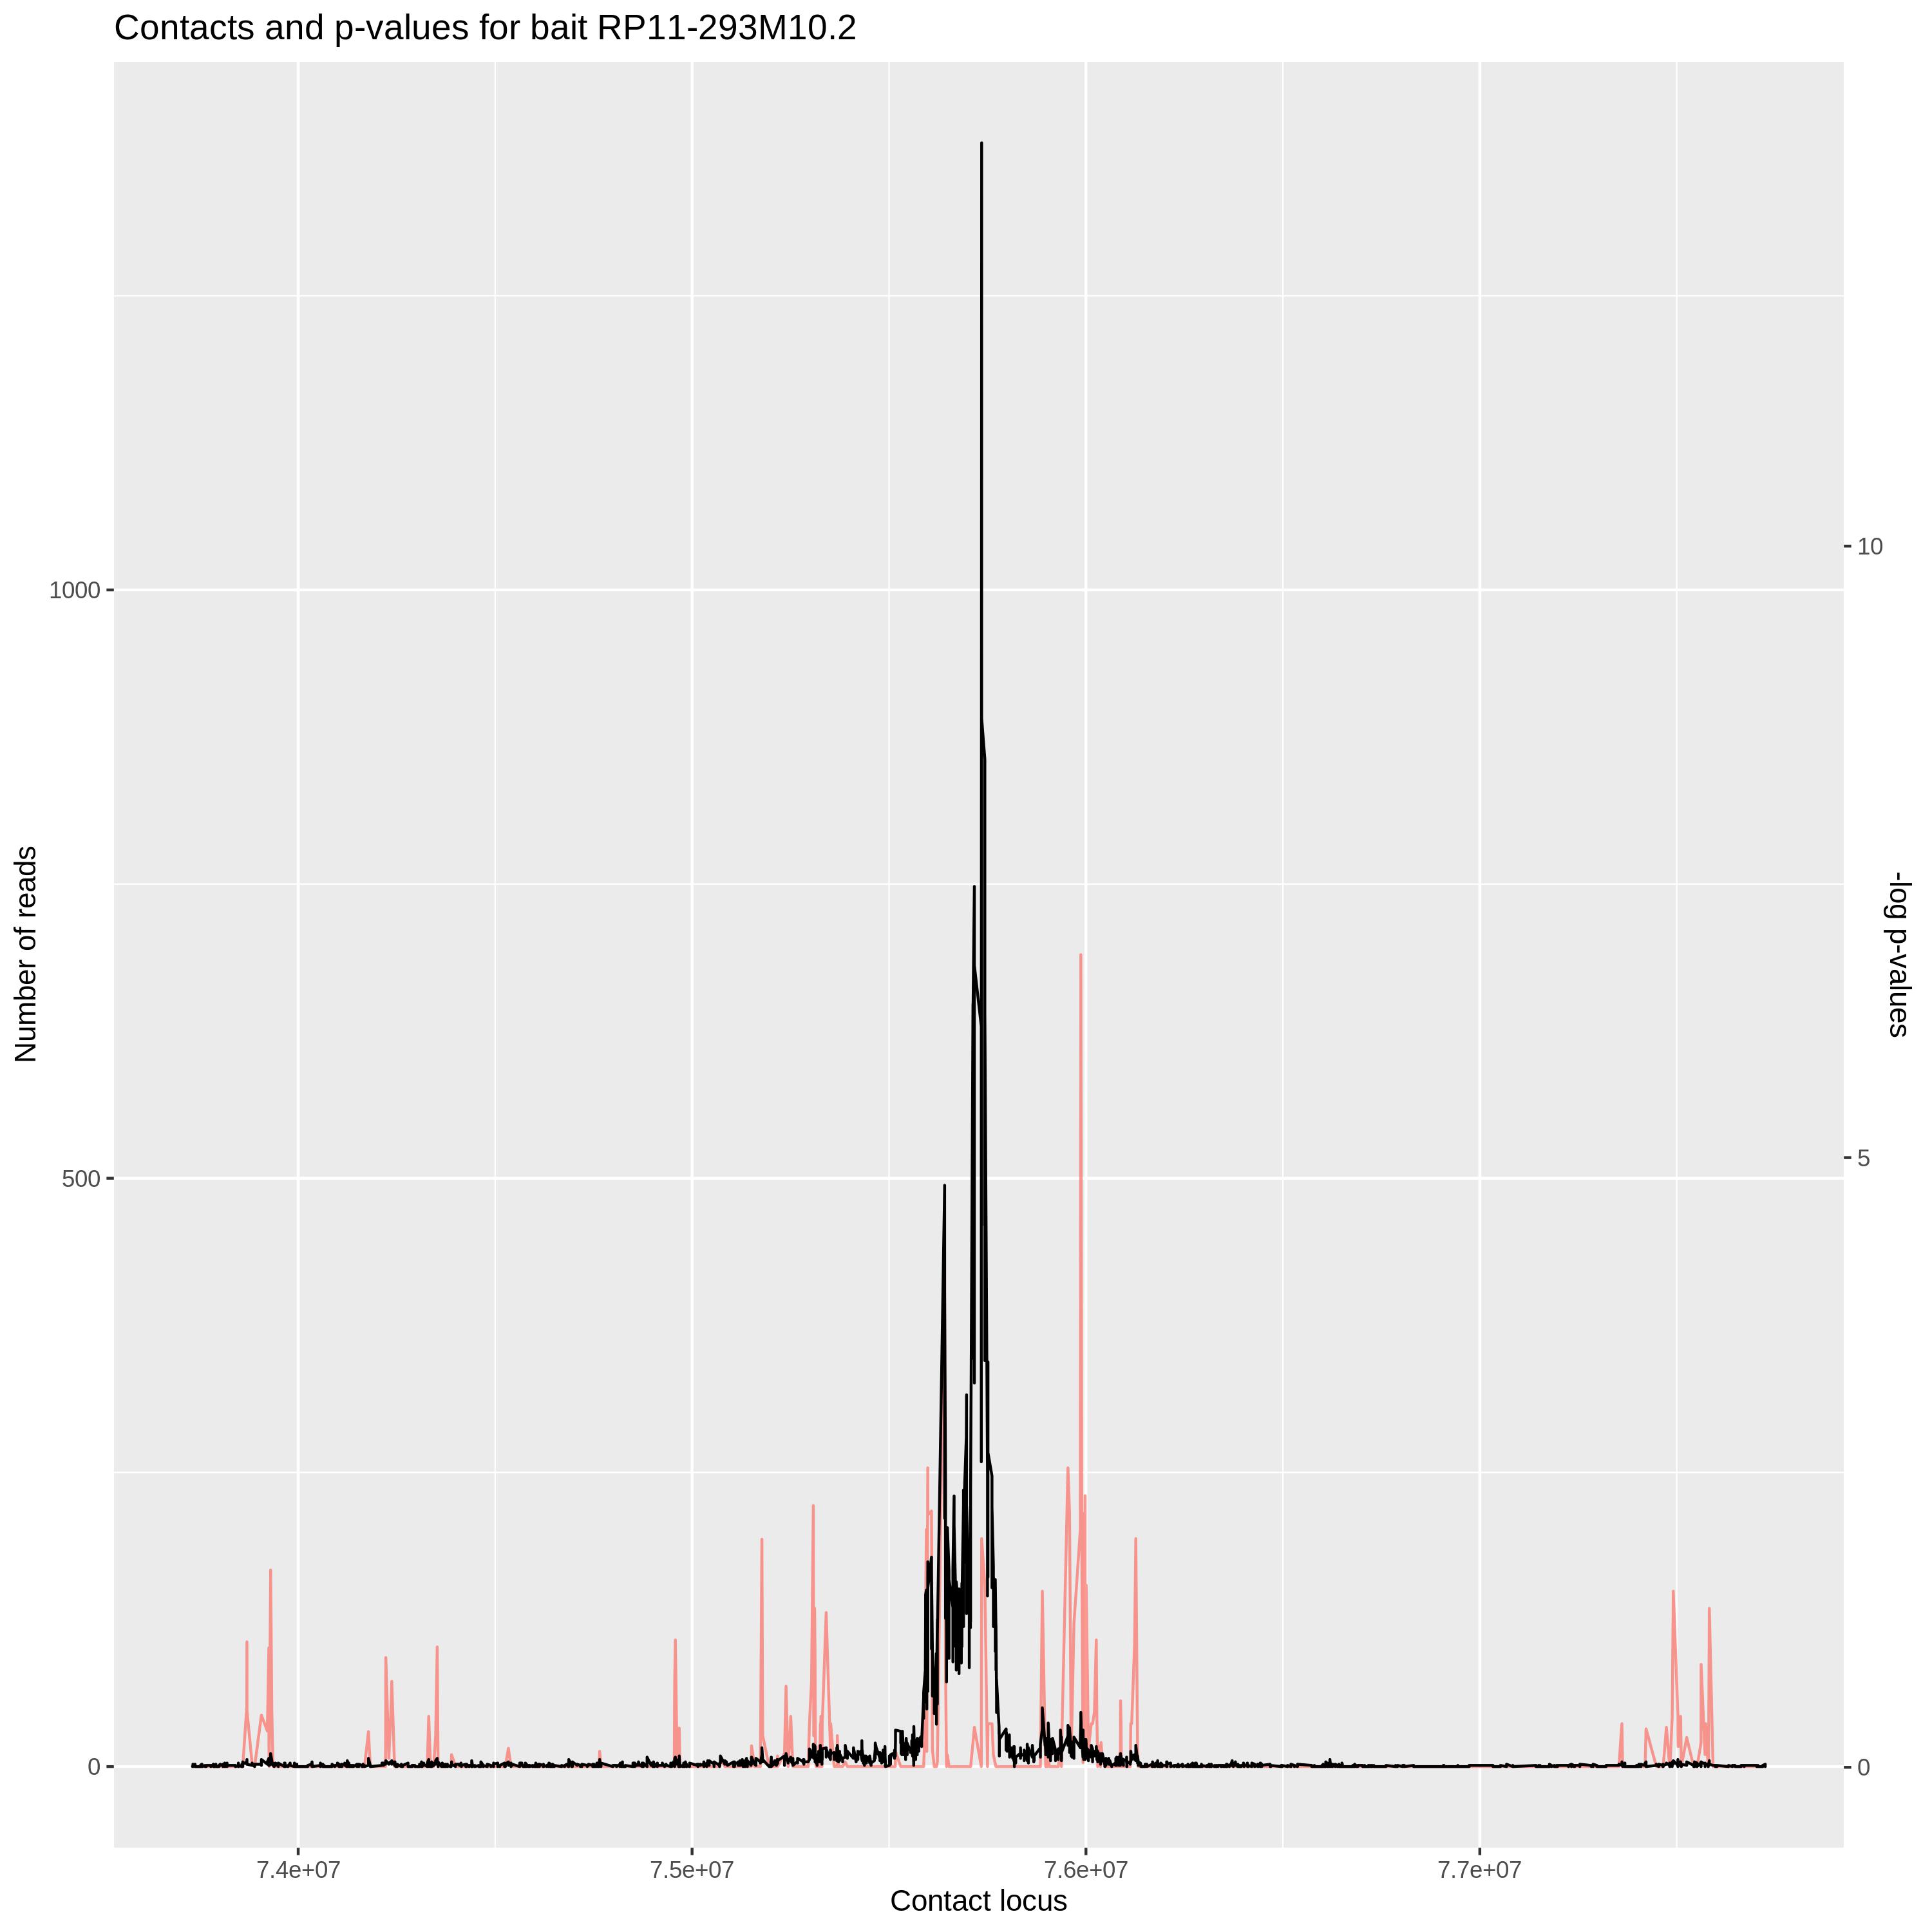 Contacts and p-values for bait RP11-293M10.2
Number of reads
1000
500
0
10
5
0
-log p-values
7.4e+07
7.5e+07
7.6e+07
7.7e+07
Contact locus